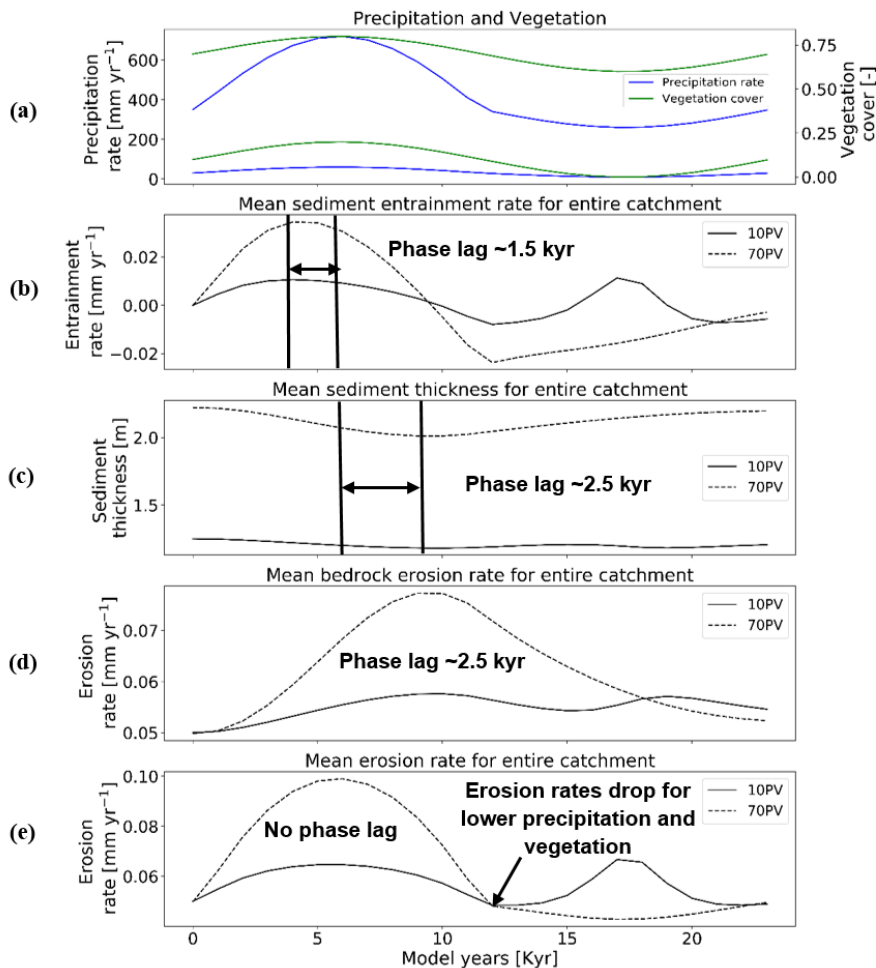 Precipitation and Vegetation
(a)
Precipitation
rate [mm yr⁻¹]
600
400
200
0
Precipitation rate
Vegetation cover
0.75
0.50
0.25
0.00
Vegetation
cover [-]
Mean sediment entrainment rate for entire catchment
(b)
Entrainment
rate [mm yr⁻¹]
0.02
0.00
−0.02
Phase lag ~1.5 kyr
10PV
70PV
Mean sediment thickness for entire catchment
(c)
Sediment
thickness [m]
2.0
1.5
Phase lag ~2.5 kyr
10PV
70PV
Mean bedrock erosion rate for entire catchment
(d)
Erosion
rate [mm yr⁻¹]
0.07
0.06
0.05
Phase lag ~2.5 kyr
10PV
70PV
Mean erosion rate for entire catchment
(e)
Erosion
rate [mm yr⁻¹]
0.10
0.08
0.06
No phase lag
Erosion rates drop for
lower precipitation and
vegetation
10PV
70PV
0
5
10
15
20
Model years [Kyr]